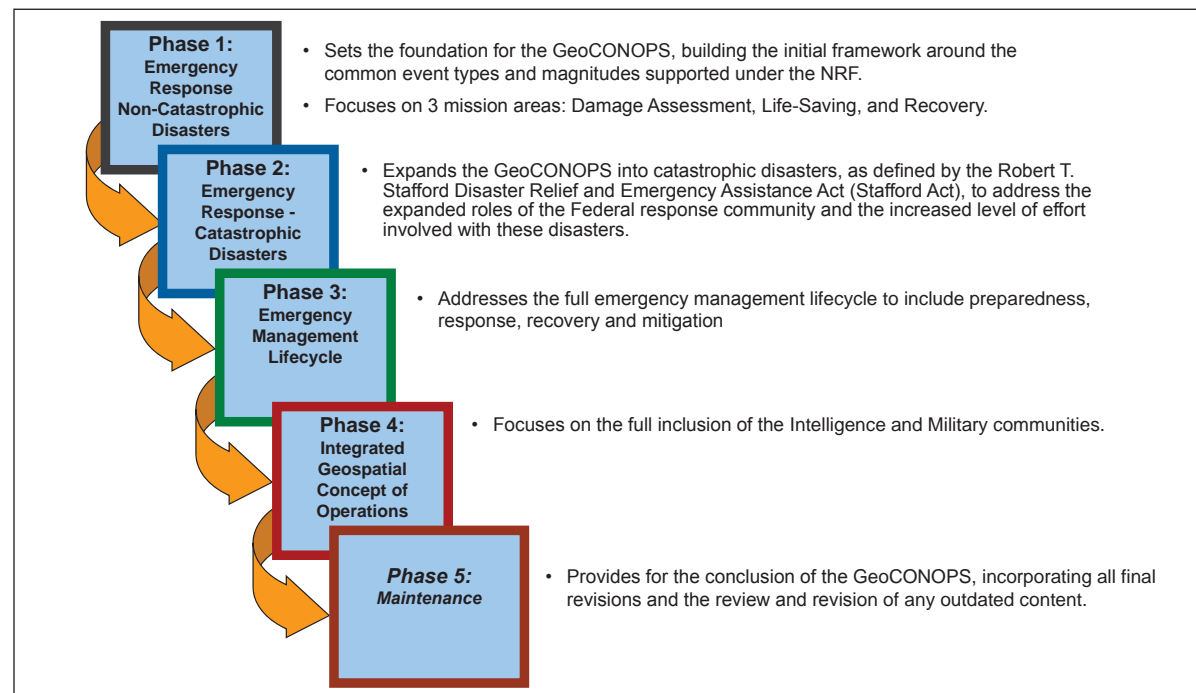 Phase 1:
Emergency
Response
Non-Catastrophic
Disasters
• Sets the foundation for the GeoCONOPS, building the initial framework around the
common event types and magnitudes supported under the NRF.
• Focuses on 3 mission areas: Damage Assessment, Life-Saving, and Recovery.
Phase 2:
Emergency
Response -
Catastrophic
Disasters
• Expands the GeoCONOPS into catastrophic disasters, as defined by the Robert T.
Stafford Disaster Relief and Emergency Assistance Act (Stafford Act), to address the
expanded roles of the Federal response community and the increased level of effort
involved with these disasters.
Phase 3:
Emergency
Management
Lifecycle
• Addresses the full emergency management lifecycle to include preparedness,
response, recovery and mitigation
Phase 4:
Integrated
Geospatial
Concept of
Operations
• Focuses on the full inclusion of the Intelligence and Military communities.
Phase 5:
Maintenance
• Provides for the conclusion of the GeoCONOPS, incorporating all final
revisions and the review and revision of any outdated content.